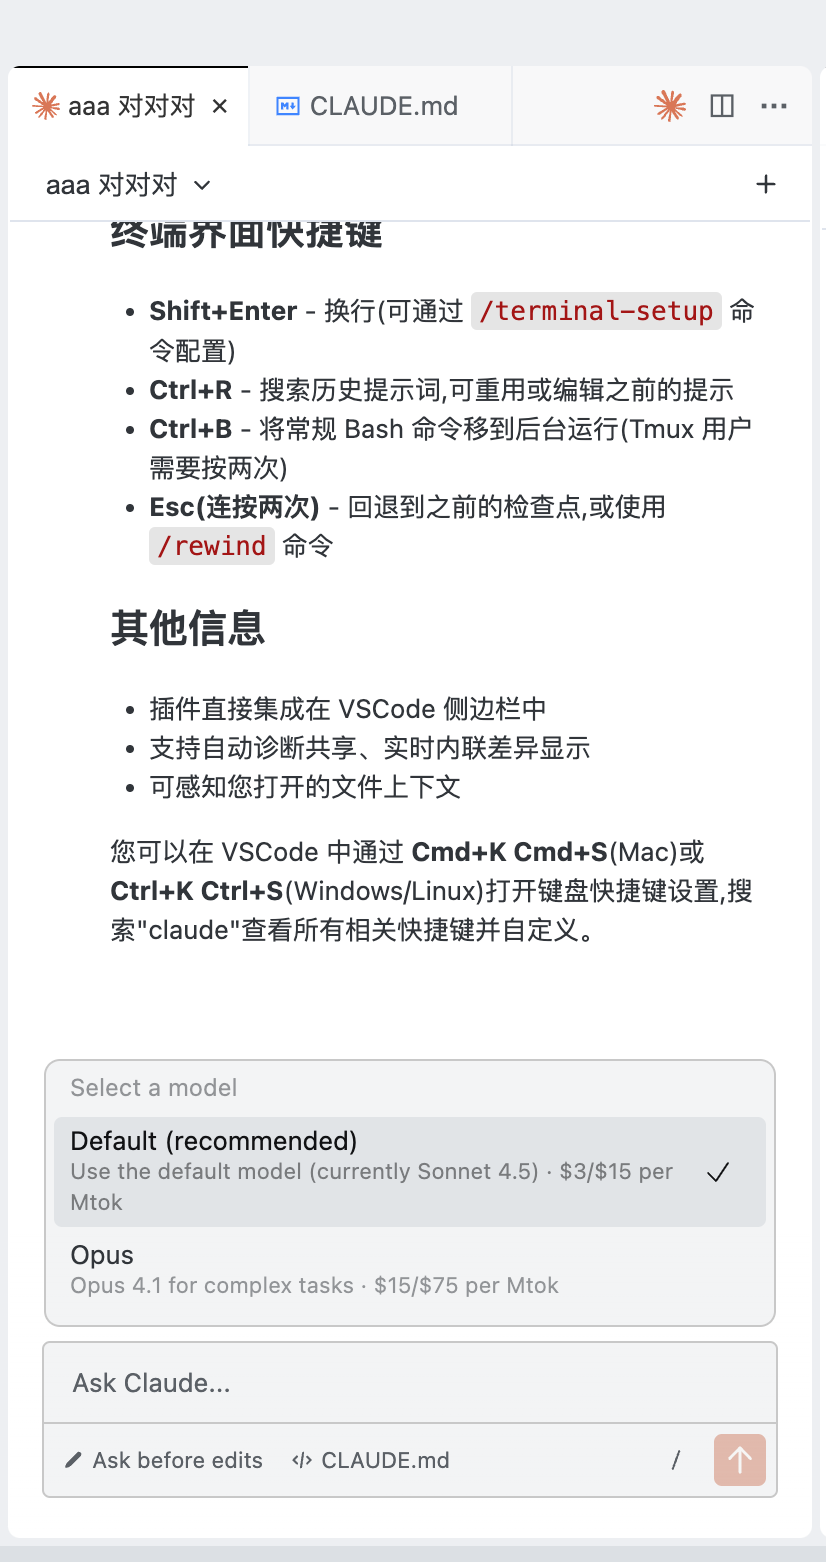 aaa 对对对
CLAUDE.md
aaa 对对对
终端界面快捷键
Shift+Enter - 换行(可通过 /terminal-setup 命
令配置)
Ctrl+R - 搜索历史提示词,可重用或编辑之前的提示
Ctrl+B - 将常规 Bash 命令移到后台运行(Tmux 用户
需要按两次)
Esc(连按两次) - 回退到之前的检查点,或使用
/rewind 命令
其他信息
插件直接集成在 VSCode 侧边栏中
支持自动诊断共享、实时内联差异显示
可感知您打开的文件上下文
您可以在 VSCode 中通过 Cmd+K Cmd+S(Mac)或
Ctrl+K Ctrl+S(Windows/Linux)打开键盘快捷键设置,搜
索"claude"查看所有相关快捷键并自定义。
Select a model
Default (recommended)
Use the default model (currently Sonnet 4.5) · $3/$15 per
Mtok
Opus
Opus 4.1 for complex tasks · $15/$75 per Mtok
Ask Claude...
Ask before edits
</> CLAUDE.md
/